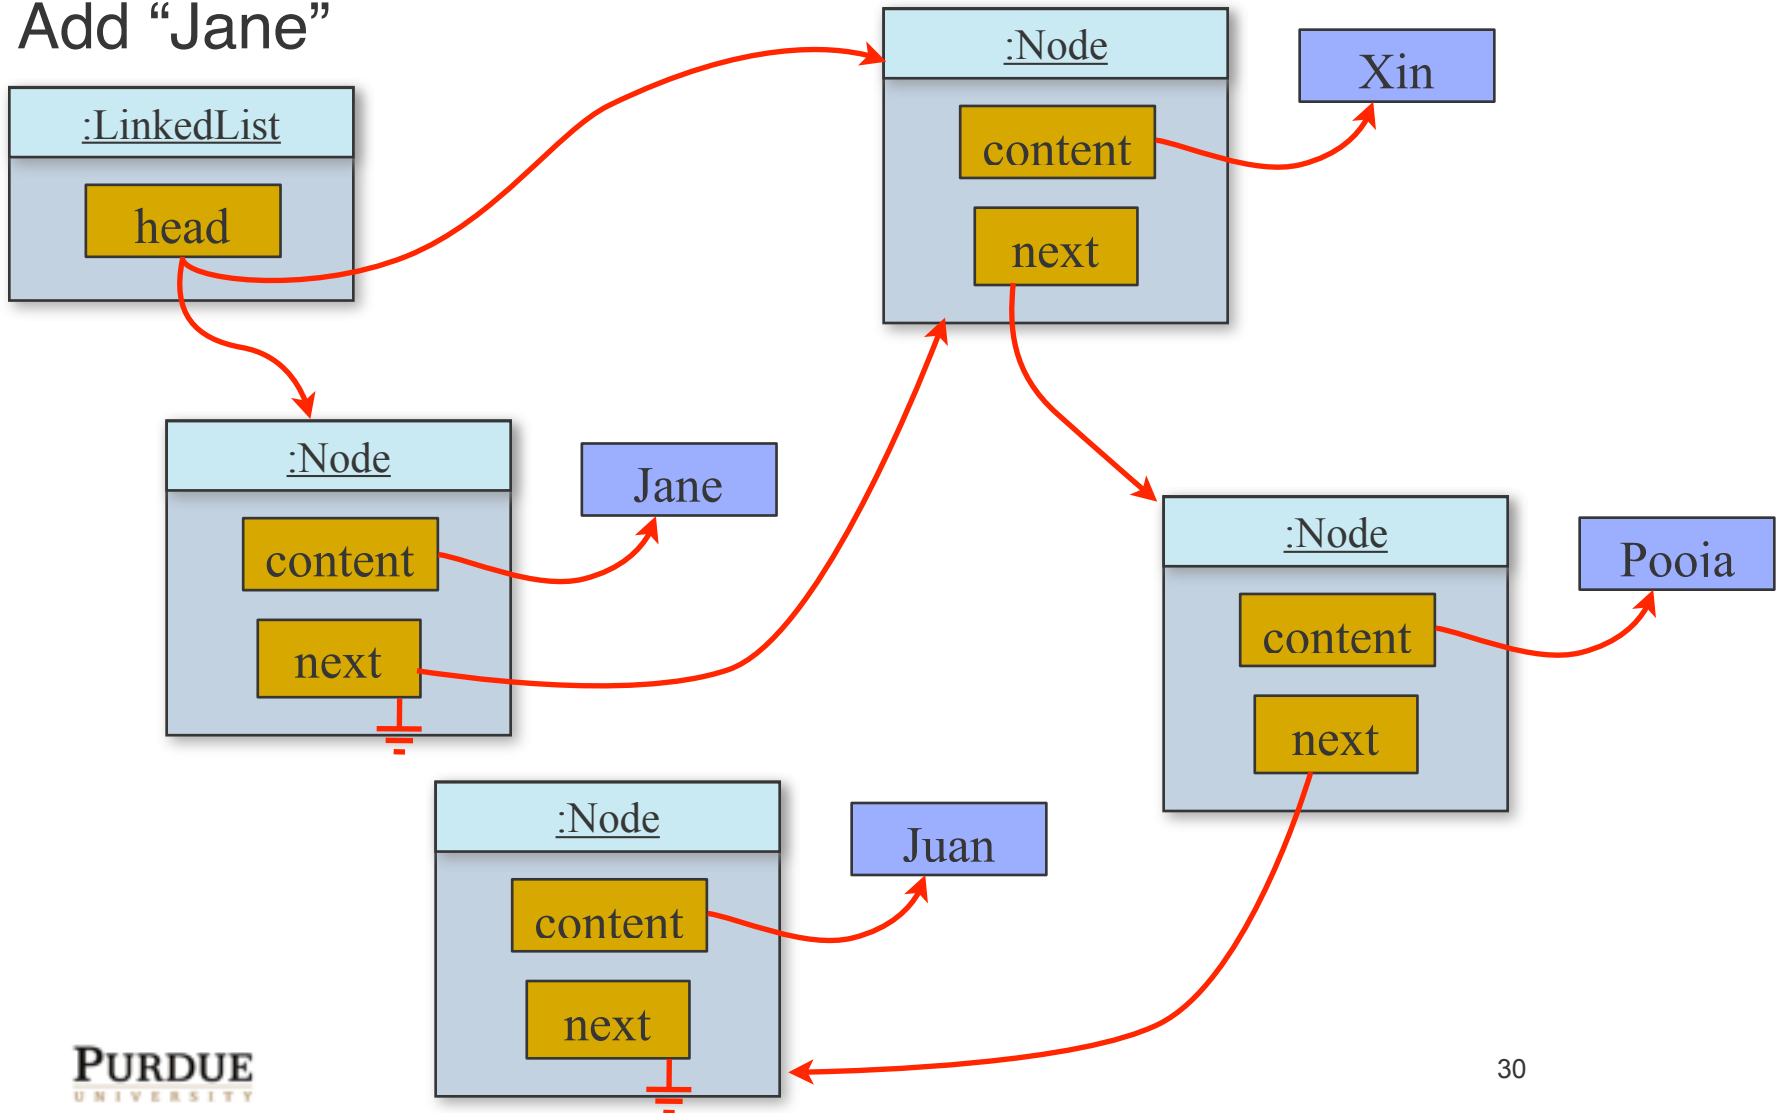 Add “Jane”
:LinkedList
head
:Node
content
next
Xin
:Node
content
next
Jane
:Node
content
next
Pooja
:Node
content
next
Juan
PURDUE
UNIVERSITY
30